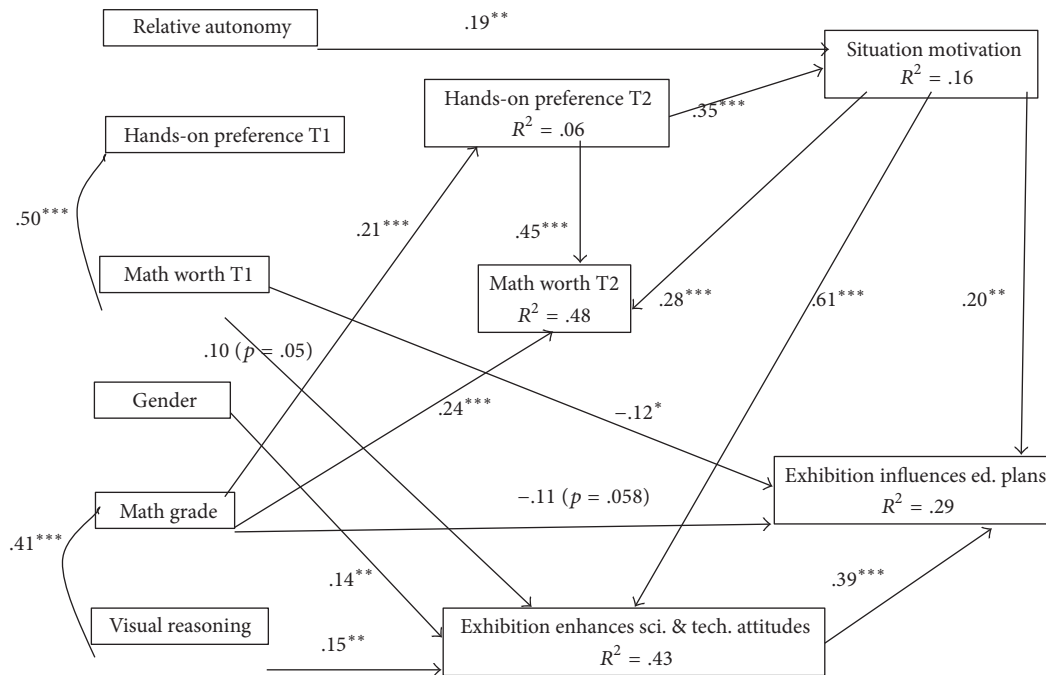 Relative autonomy
.19**
Situation motivation
R² = .16
Hands-on preference T2
R² = .06
.35***
Hands-on preference T1
.50***
.21***
.45***
Math worth T1
Math worth T2
R² = .48
.28***
.61***
.20**
.10 (p = .05)
Gender
.24***
−.12*
Exhibition influences ed. plans
R² = .29
Math grade
−.11 (p = .058)
.41***
.14**
.39***
Visual reasoning
.15**
Exhibition enhances sci. & tech. attitudes
R² = .43